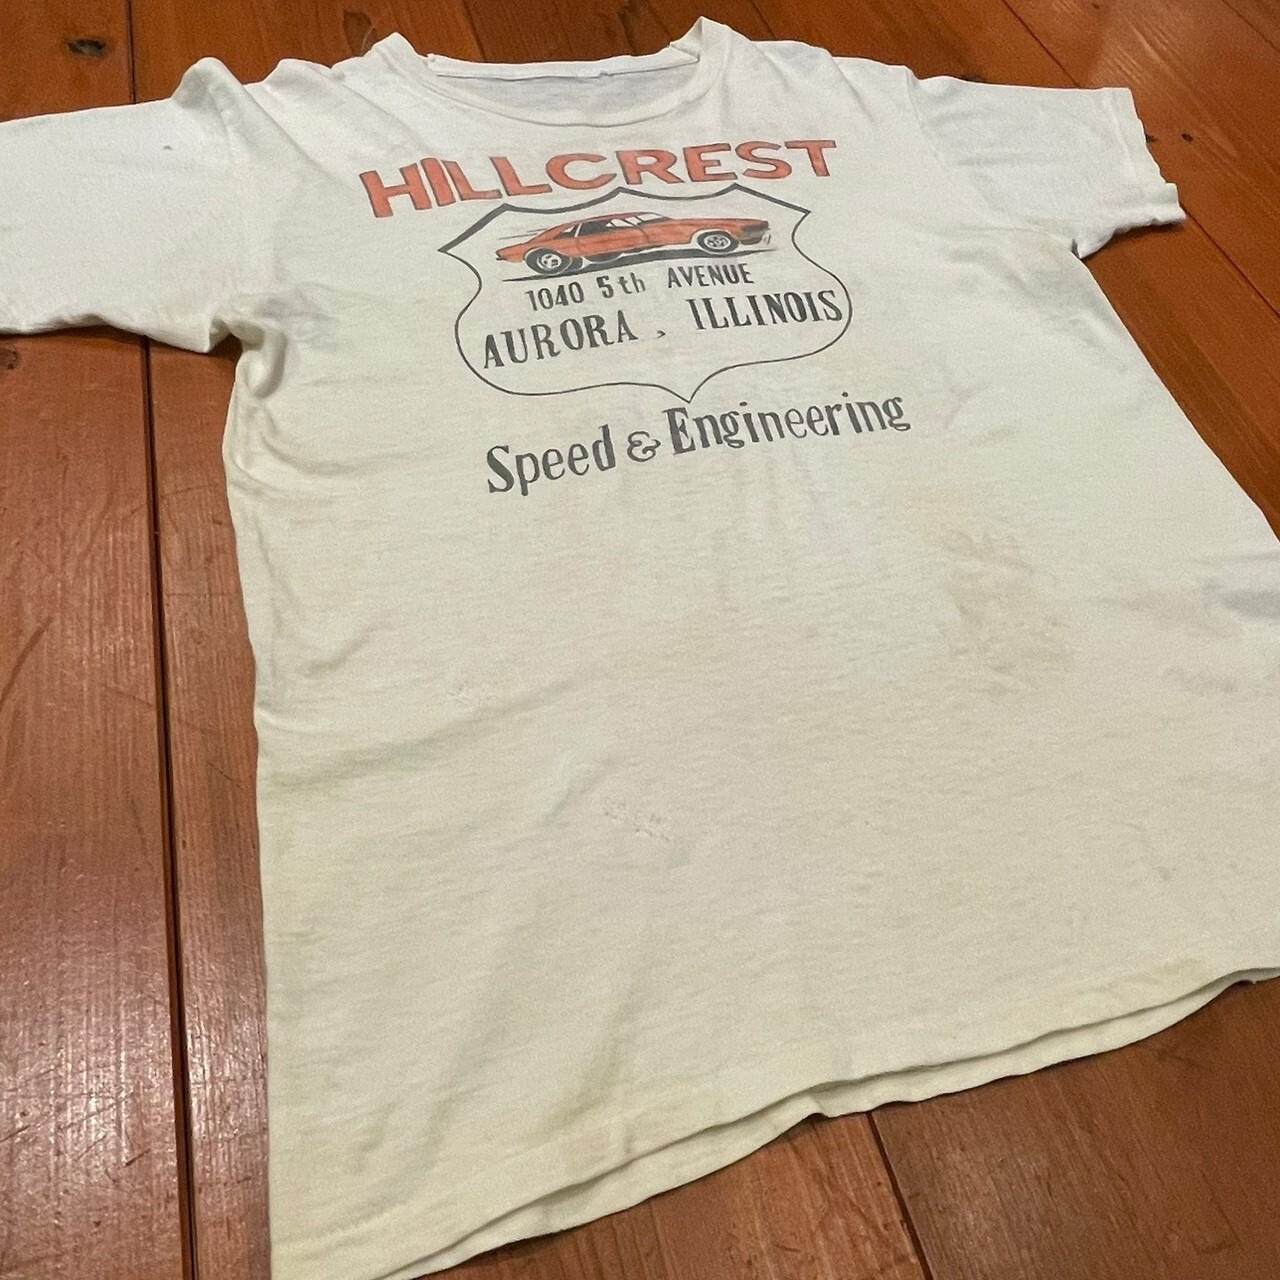 HILLCREST
1040 5th AVENUE
AURORA, ILLINOIS
Speed & Engineering